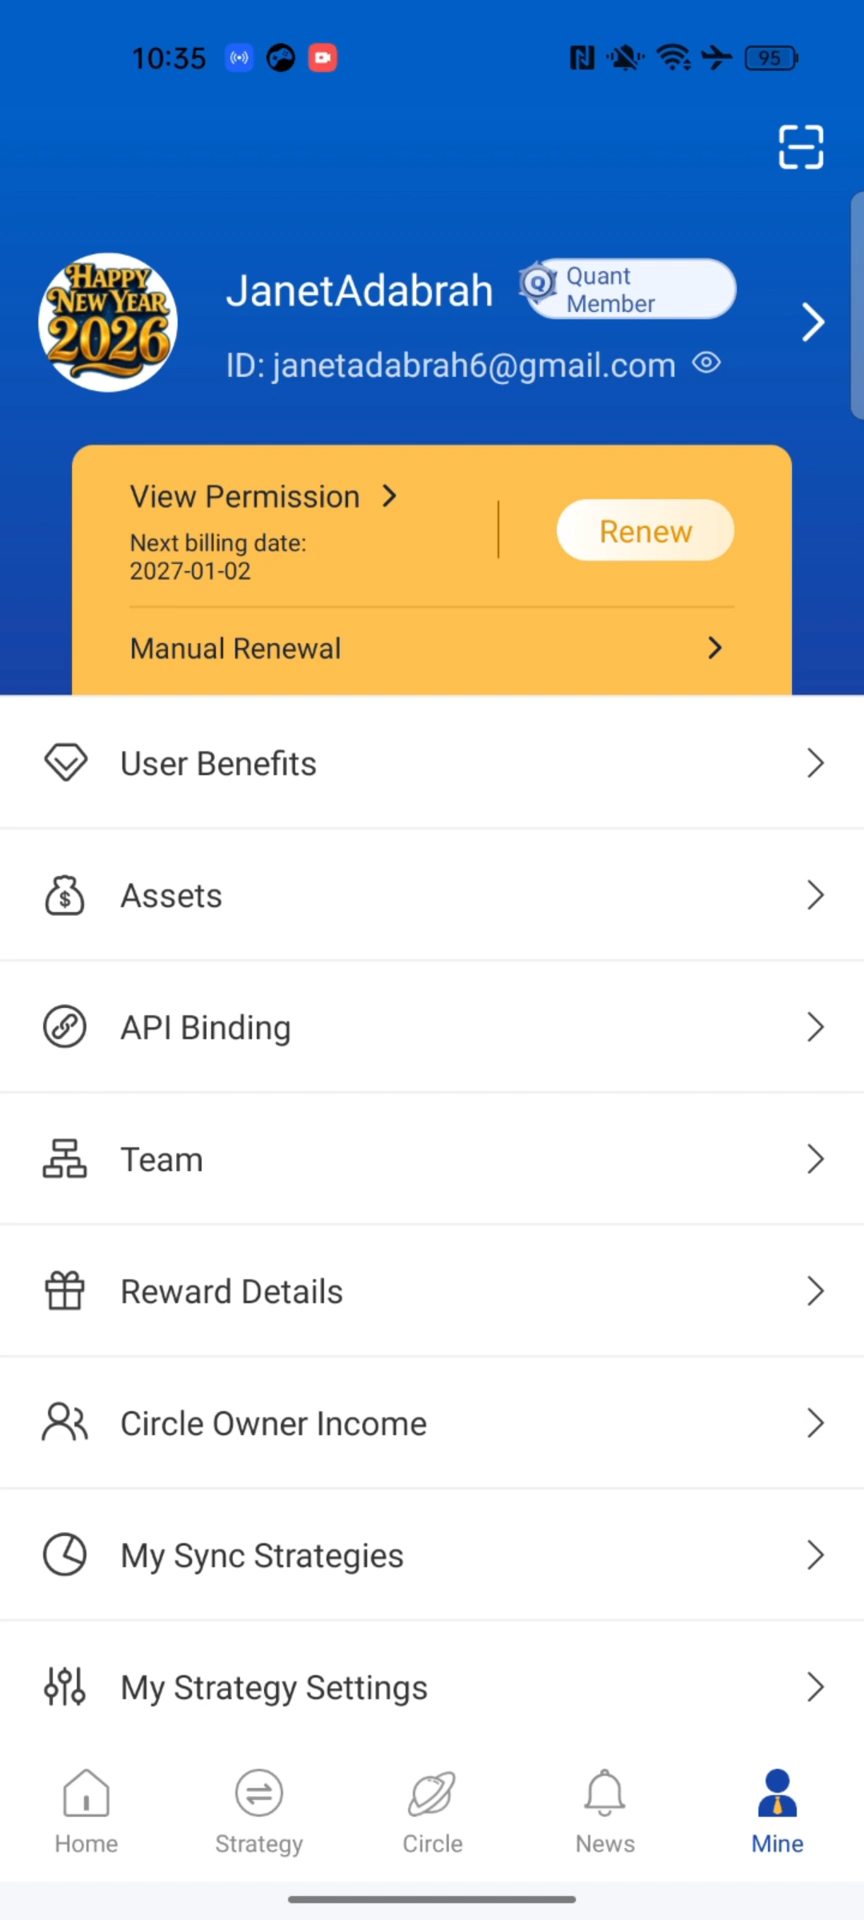 10:35
95
HAPPY
NEW YEAR
2026
JanetAdabrah
Q
Quant
Member
ID: janetadabrah6@gmail.com
View Permission
Next billing date:
2027-01-02
Renew
Manual Renewal
User Benefits
$
Assets
API Binding
Team
Reward Details
Circle Owner Income
My Sync Strategies
My Strategy Settings
Home
Strategy
Circle
News
Mine